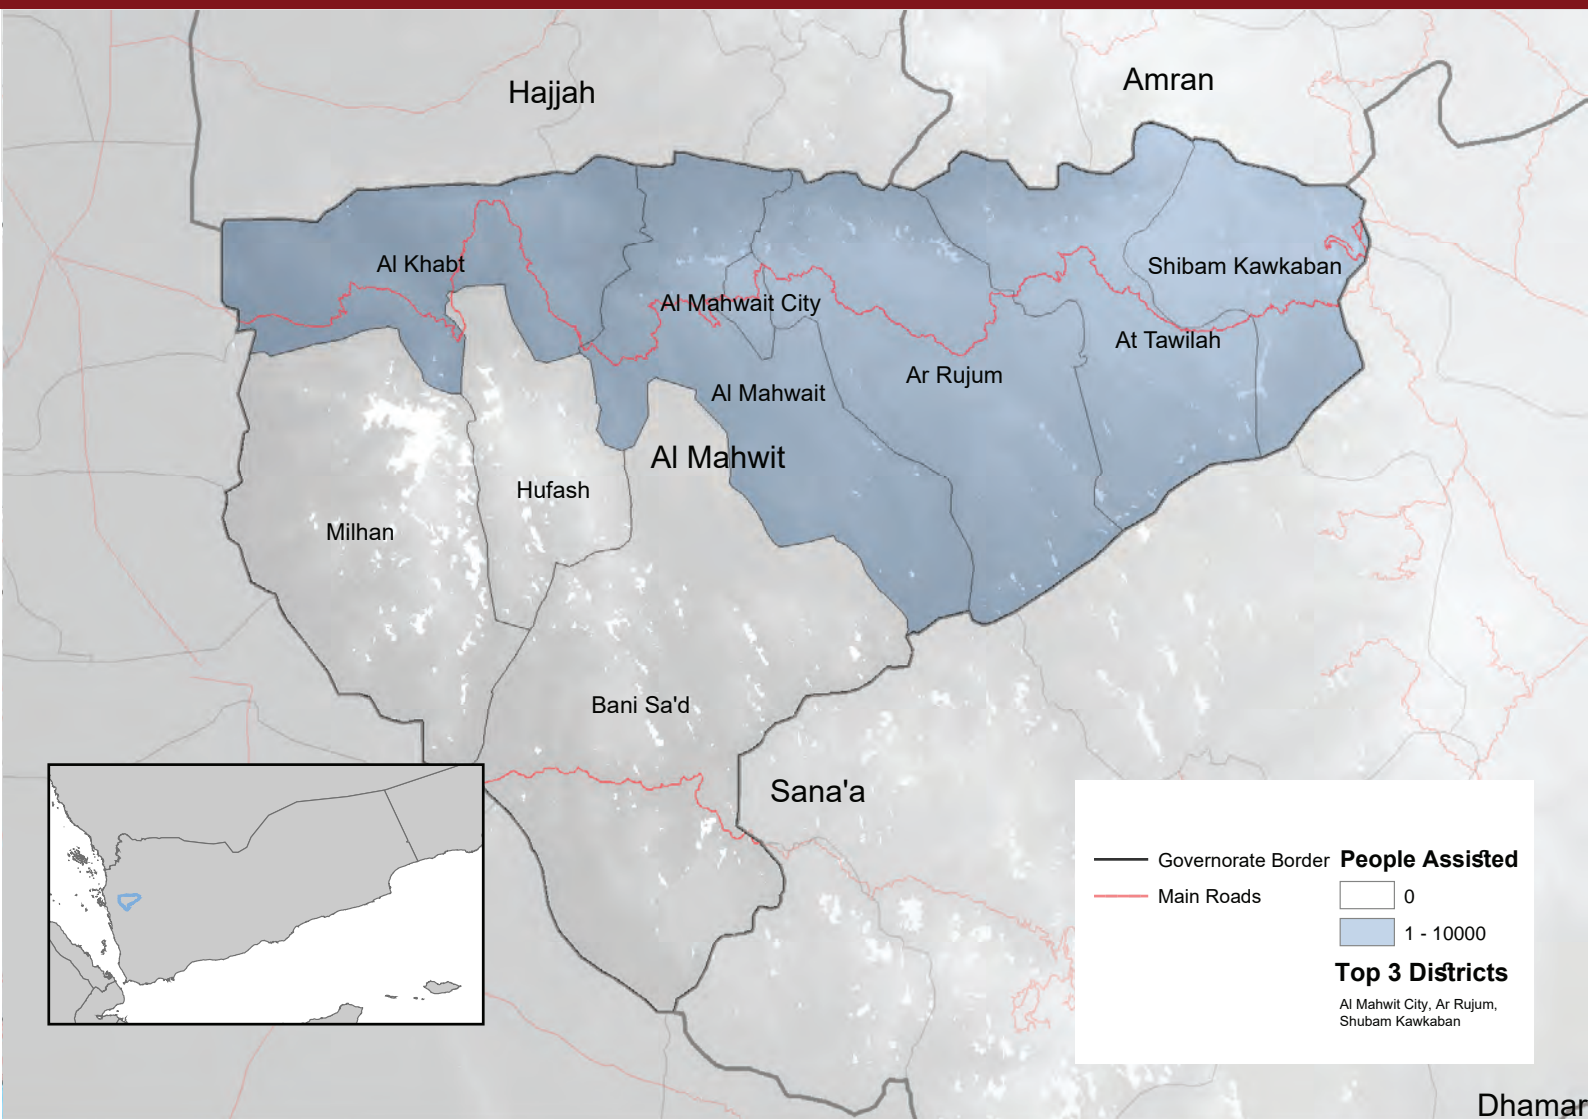 Hajjah
Amran
Al Khabt
Shibam Kawkaban
Al Mahwait City
At Tawilah
Ar Rujum
Al Mahwait
Al Mahwit
Hufash
Milhan
Bani Sa'd
Sana'a
Governorate Border
Main Roads
People Assisted
0
1 - 10000
Top 3 Districts
Al Mahwit City, Ar Rujum,
Shubam Kawkaban
Dhamar